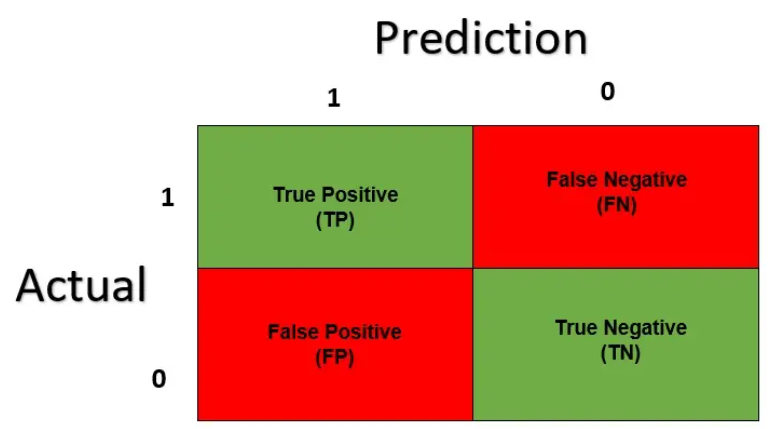 Prediction
1
0
1
True Positive
(TP)
False Negative
(FN)
Actual
0
False Positive
(FP)
True Negative
(TN)